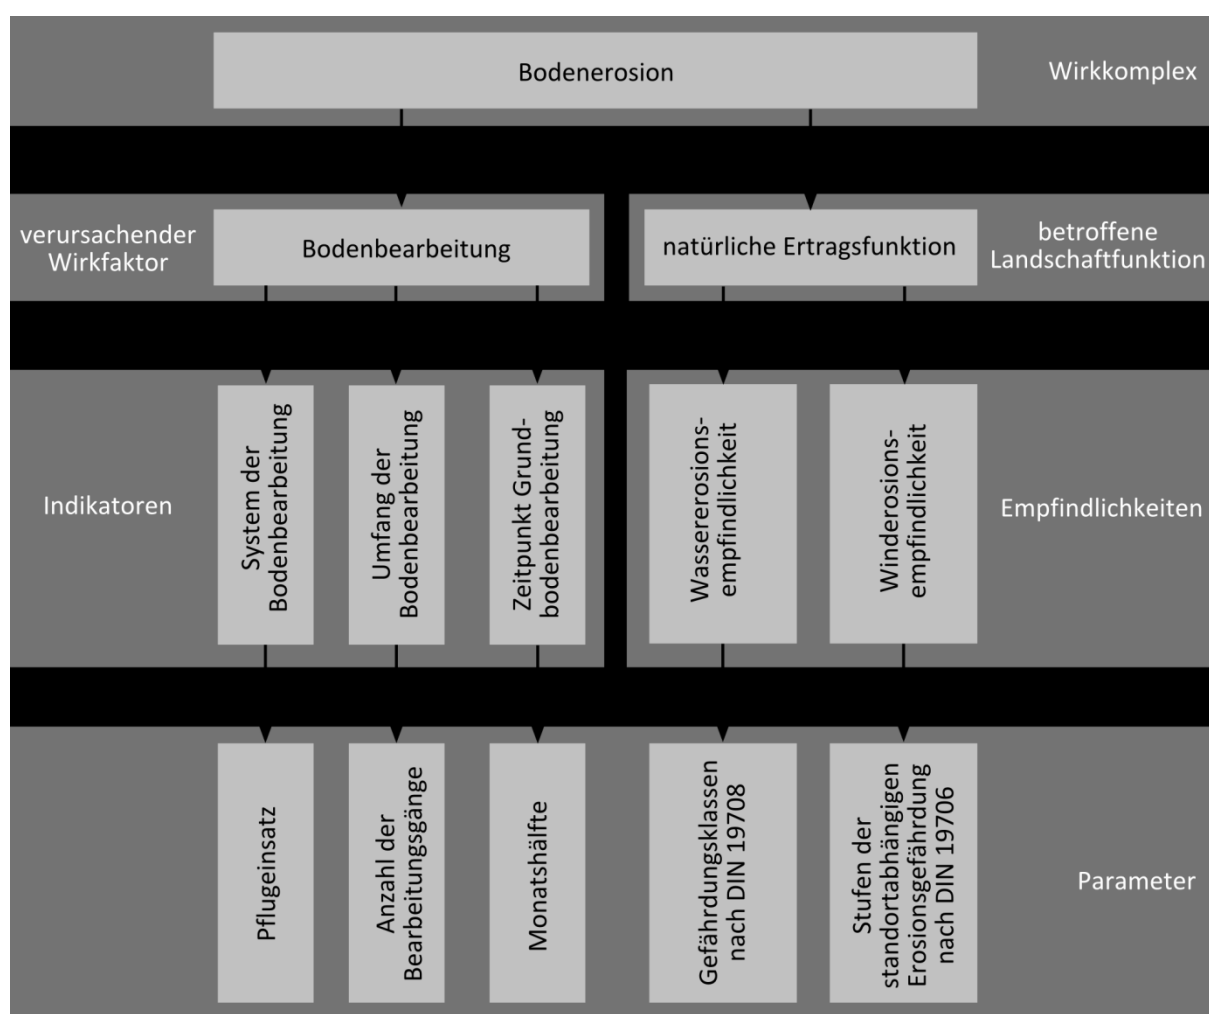 Bodenerosion
Wirkkomplex
verursachender
Wirkfaktor
Bodenbearbeitung
natürliche Ertragsfunktion
betroffene
Landschaftfunktion
Indikatoren
System der
Bodenbearbeitung
Umfang der
Bodenbearbeitung
Zeitpunkt Grund-
bodenbearbeitung
Wassererosions-
empfindlichkeit
Winderosions-
empfindlichkeit
Empfindlichkeiten
Pflugeinsatz
Anzahl der
Bearbeitungsgänge
Monatshälfte
Gefährdungsklassen
nach DIN 19708
Stufen der
standortabhängigen
Erosionsgefährdung
nach DIN 19706
Parameter